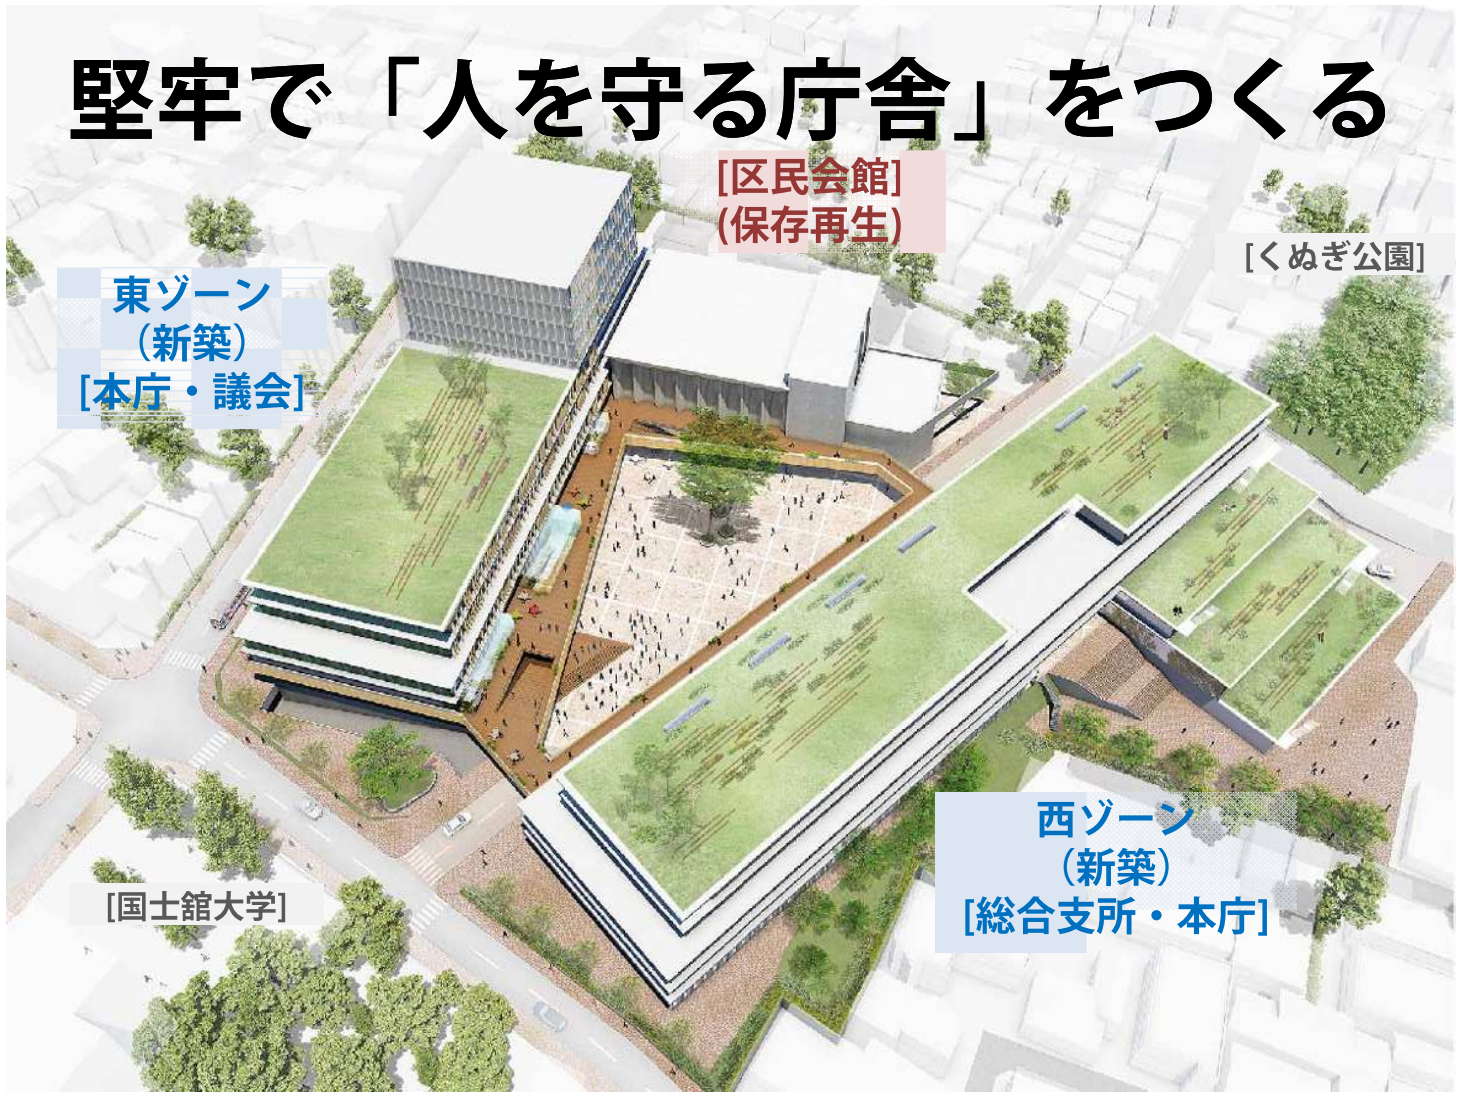 堅牢で「人を守る庁舎」をつくる
[区民会館]
(保存再生)
[くぬぎ公園]
東ゾーン
（新築）
[本庁・議会]
西ゾーン
（新築）
[総合支所・本庁]
[国士舘大学]